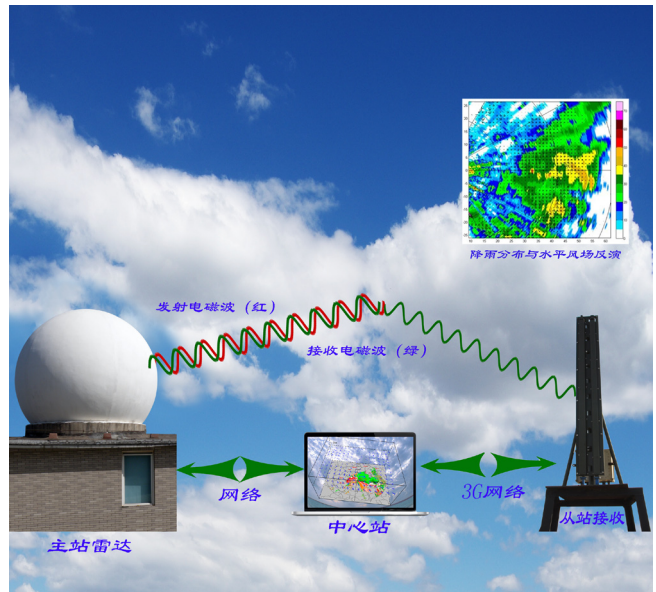 降雨分布与水平风场反演
发射电磁波（红）
接收电磁波（绿）
网络
3G网络
中心站
从站接收
主站雷达